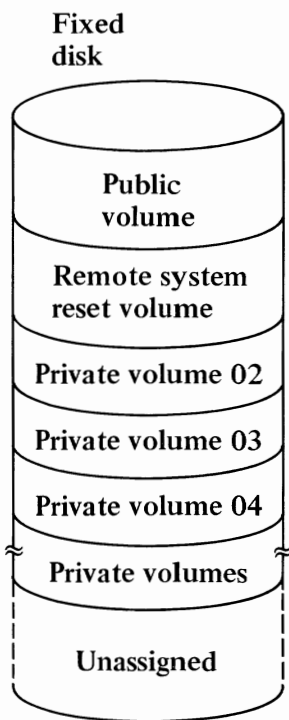 Fixed
disk
Public
volume
Remote system
reset volume
Private volume 02
Private volume 03
Private volume 04
Private volumes
Unassigned